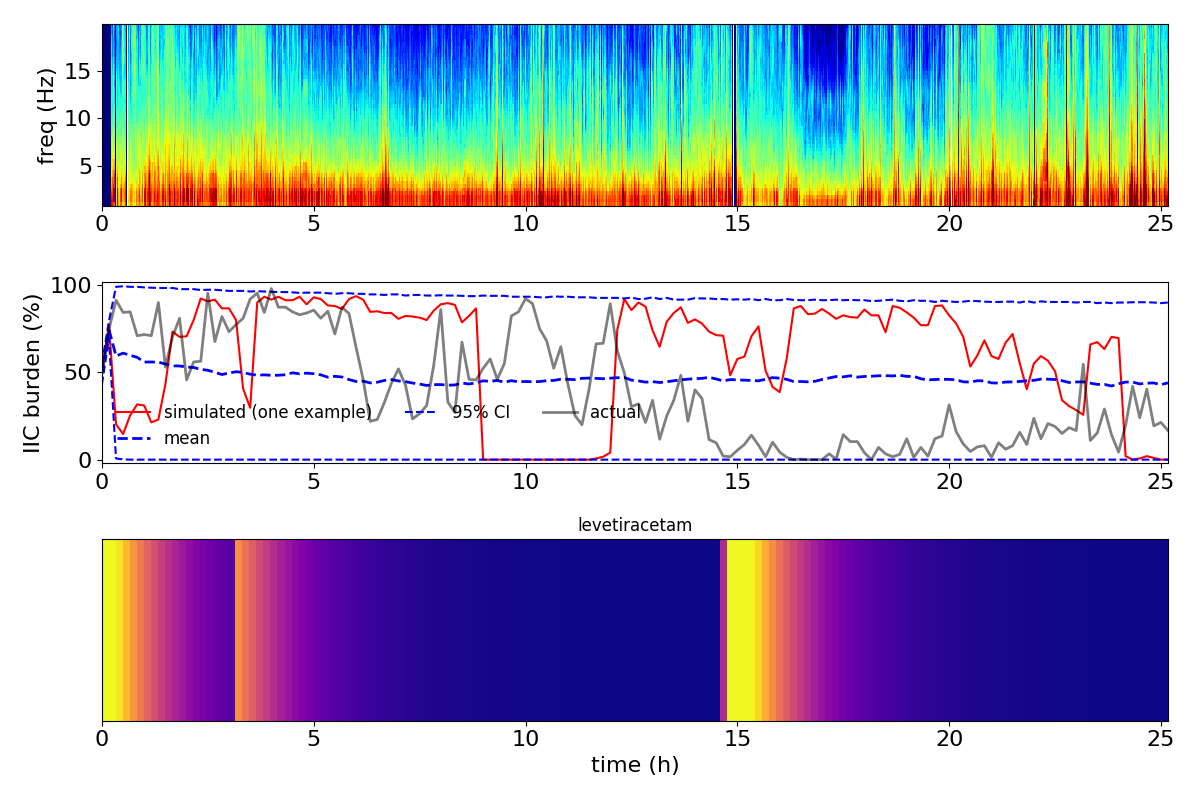 15
10
5
freq (Hz)
0 5 10 15 20 25
100
50
0
IIC burden (%)
simulated (one example) 95% CI actual
mean
0 5 10 15 20 25
levetiracetam
0 5 10 15 20 25
time (h)